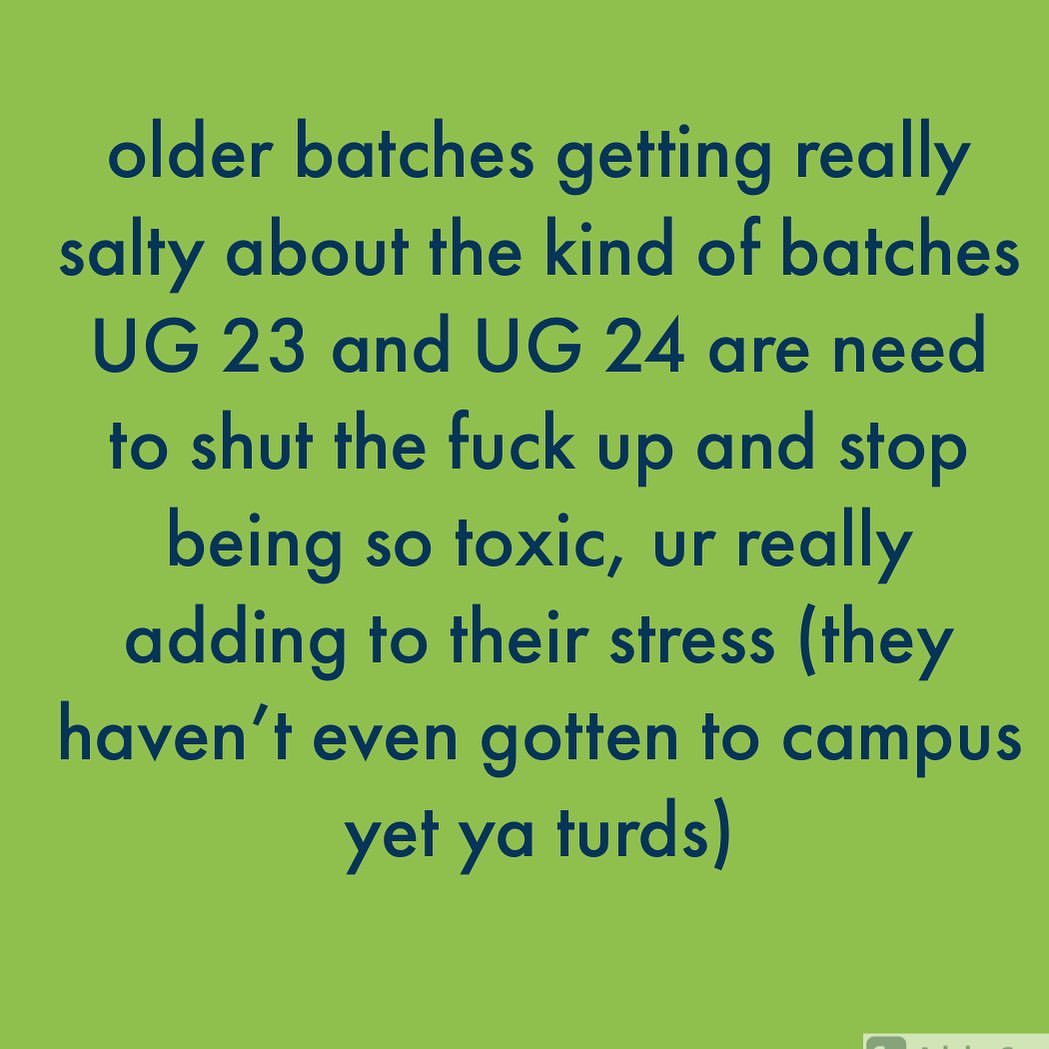 older batches getting really
salty about the kind of batches
UG 23 and UG 24 are need
to shut the fuck up and stop
being so toxic, ur really
adding to their stress (they
haven’t even gotten to campus
yet ya turds)